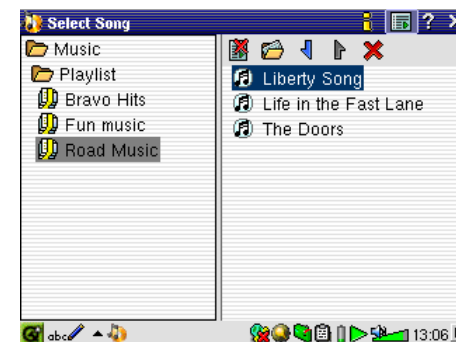 Select Song
?
Music
Playlist
Bravo Hits
Fun music
Road Music
Liberty Song
Life in the Fast Lane
The Doors
abc
13:06